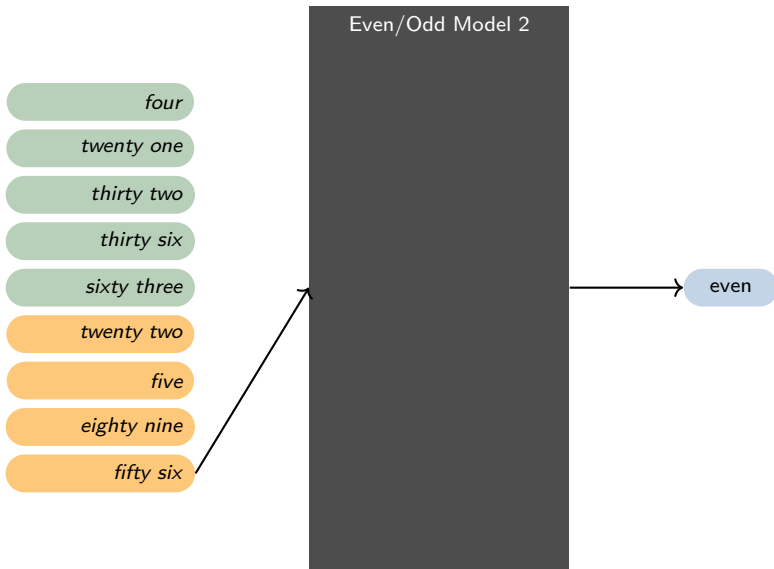 Even/Odd Model 2
four
twenty one
thirty two
thirty six
sixty three
twenty two
five
eighty nine
fifty six
even